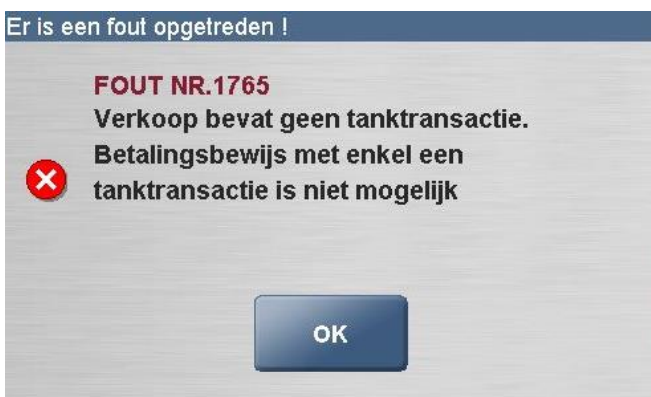 Er is een fout opgetreden !
FOUT NR.1765
Verkoop bevat geen tanktransactie.
Betalingsbewijs met enkel een
tanktransactie is niet mogelijk
OK